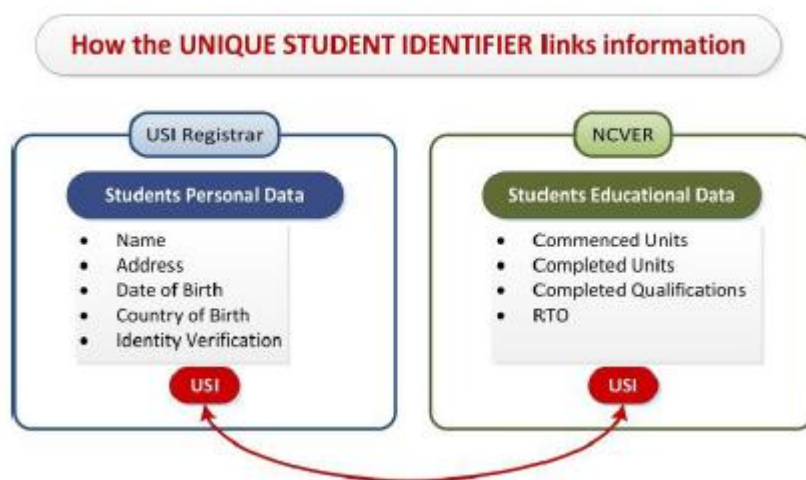 How the UNIQUE STUDENT IDENTIFIER links information
USI Registrar
Students Personal Data
• Name
• Address
• Date of Birth
• Country of Birth
• Identity Verification
USI
NCVER
Students Educational Data
• Commenced Units
• Completed Units
• Completed Qualifications
• RTO
USI